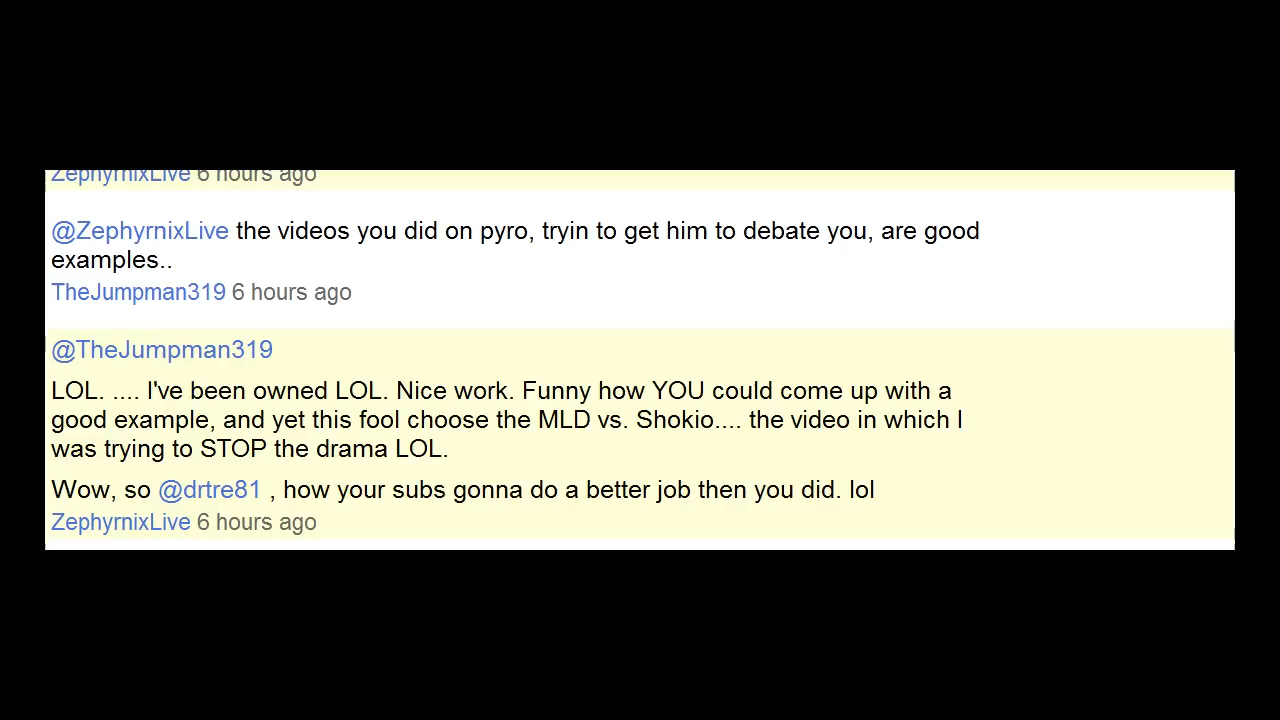 ZephyrnixLive 6 hours ago
@ZephyrnixLive the videos you did on pyro, tryin to get him to debate you, are good
examples..
TheJumpman319 6 hours ago
@TheJumpman319
LOL. .... I've been owned LOL. Nice work. Funny how YOU could come up with a
good example, and yet this fool choose the MLD vs. Shokio.... the video in which I
was trying to STOP the drama LOL.
Wow, so @drtre81 , how your subs gonna do a better job then you did. lol
ZephyrnixLive 6 hours ago